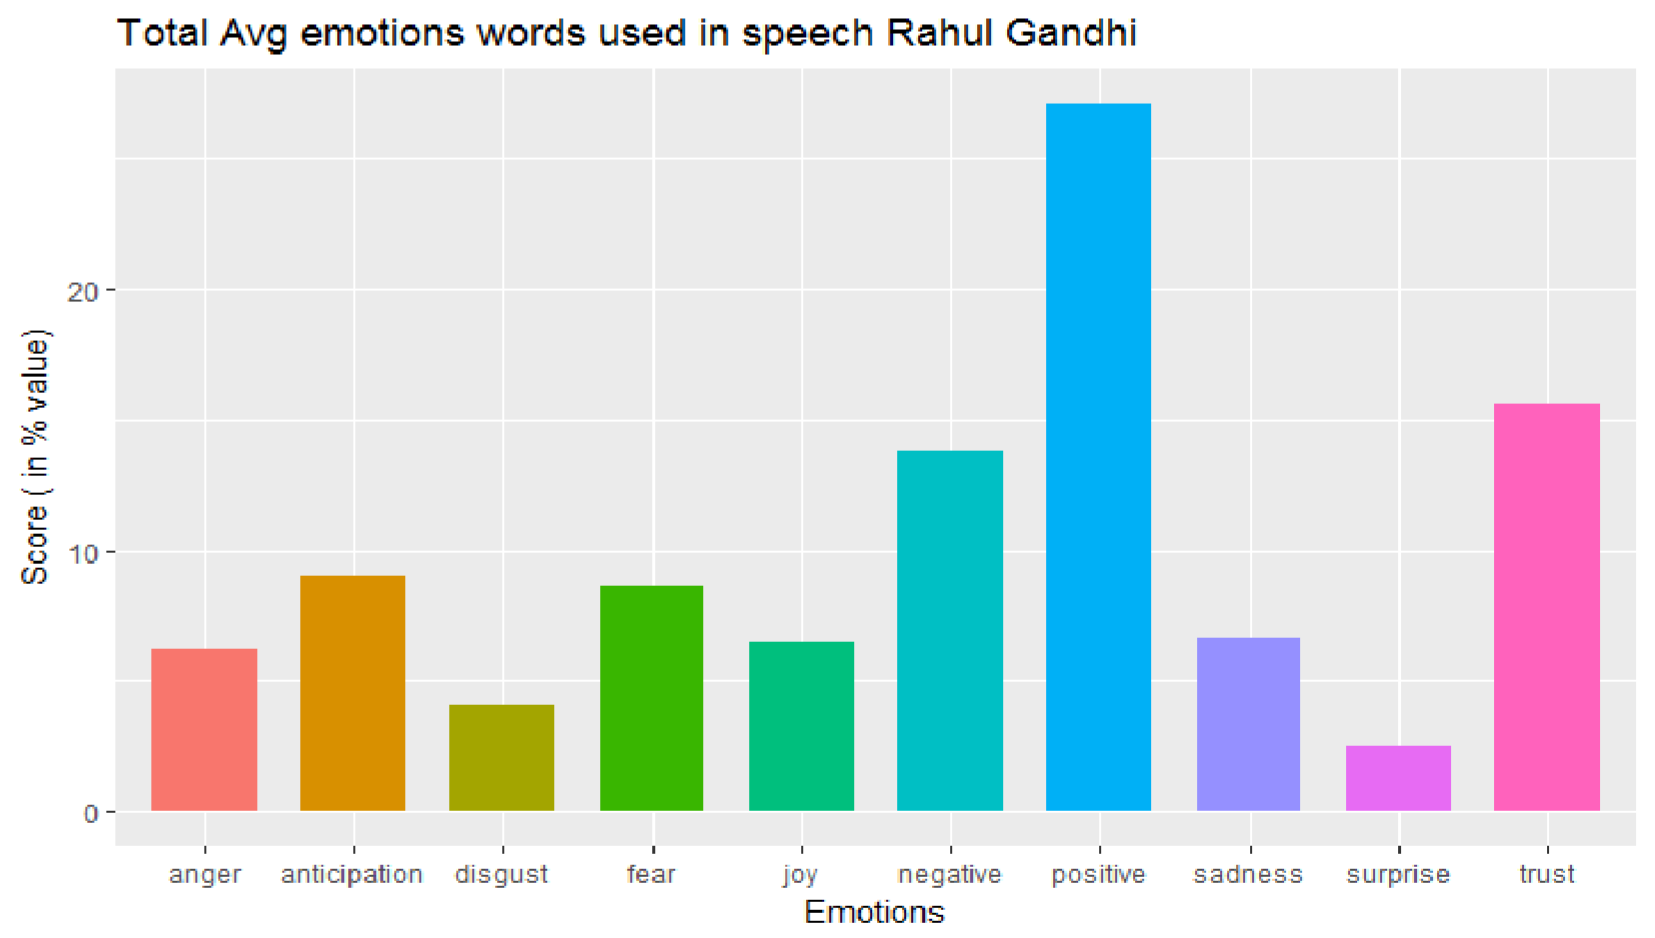 Total Avg emotions words used in speech Rahul Gandhi
Score ( in % value)
20
10
0
anger anticipation disgust fear joy negative positive sadness surprise trust
Emotions